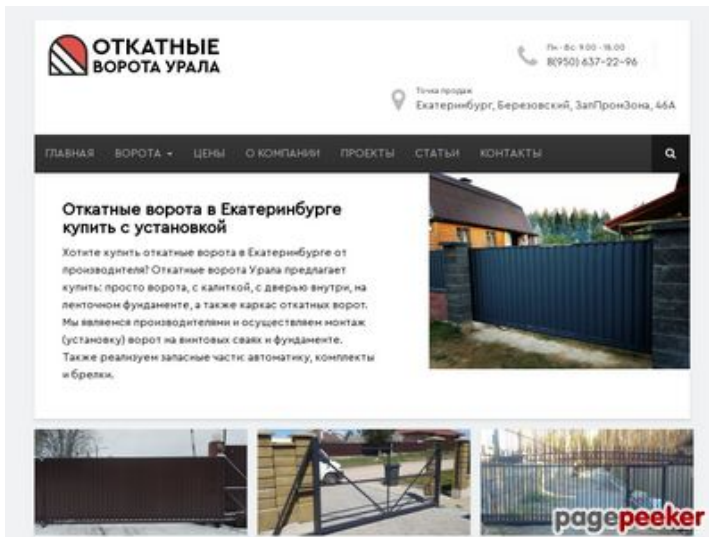 ОТКАТНЫЕ
ВОРОТА УРАЛА
Пн - Вс: 9.00 - 18.00
8(950) 637-22-96
Точка продаж
Екатеринбург, Березовский, ЗапПромЗона, 46А
ГЛАВНАЯ ВОРОТА ЦЕНЫ О КОМПАНИИ ПРОЕКТЫ СТАТЬИ КОНТАКТЫ
Откатные ворота в Екатеринбурге
купить с установкой
Хотите купить откатные ворота в Екатеринбурге от
производителя? Откатные ворота Урала предлагает
купить: просто ворота, с калиткой, с дверью внутри, на
ленточном фундаменте, а также каркас откатных ворот.
Мы являемся производителями и осуществляем монтаж
(установку) ворот на винтовых сваях и фундаменте.
Также реализуем запасные части: автоматику, комплекты
и брелки.
pagepeeker